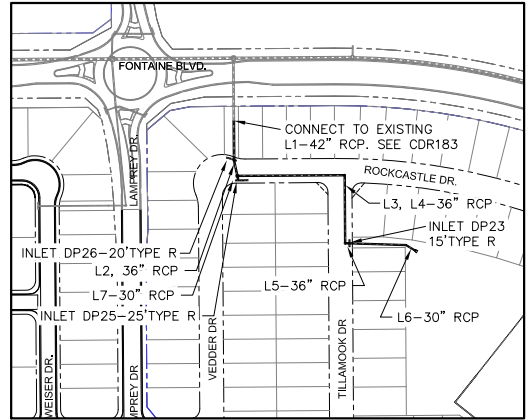 FONTAINE BLVD.
LAMPREY DR.
CONNECT TO EXISTING
L1-42" RCP. SEE CDR183
ROCKCASTLE DR.
L3, L4-36" RCP
INLET DP23
15'TYPE R
INLET DP26-20'TYPE R
L2, 36" RCP
L7-30" RCP
INLET DP25-25'TYPE R
L5-36" RCP
L6-30" RCP
WEISER DR.
MPREY DR
VEDDER DR.
TILLAMOOK DR